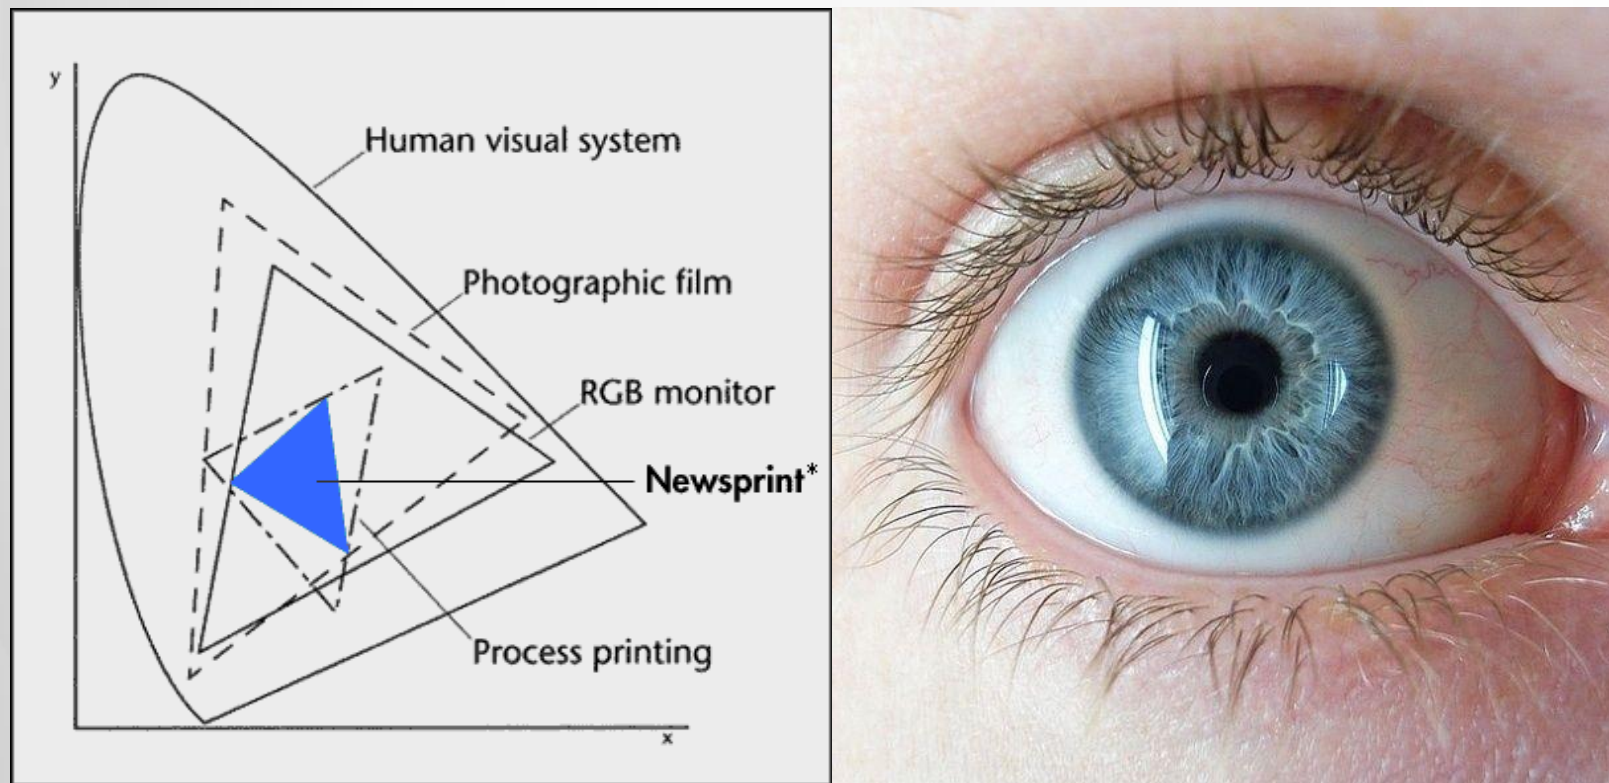 y
Human visual system
Photographic film
RGB monitor
Newsprint*
Process printing
x